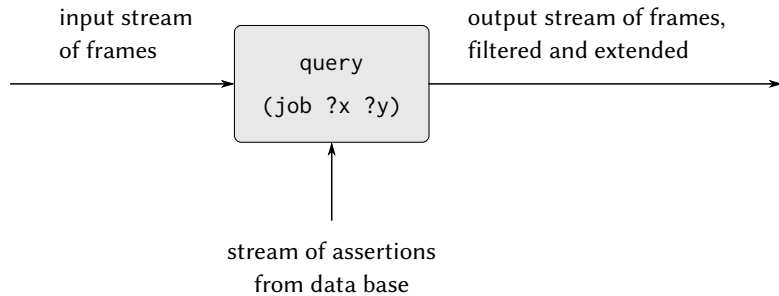 input stream
of frames
output stream of frames,
filtered and extended
query
(job ?x ?y)
stream of assertions
from data base